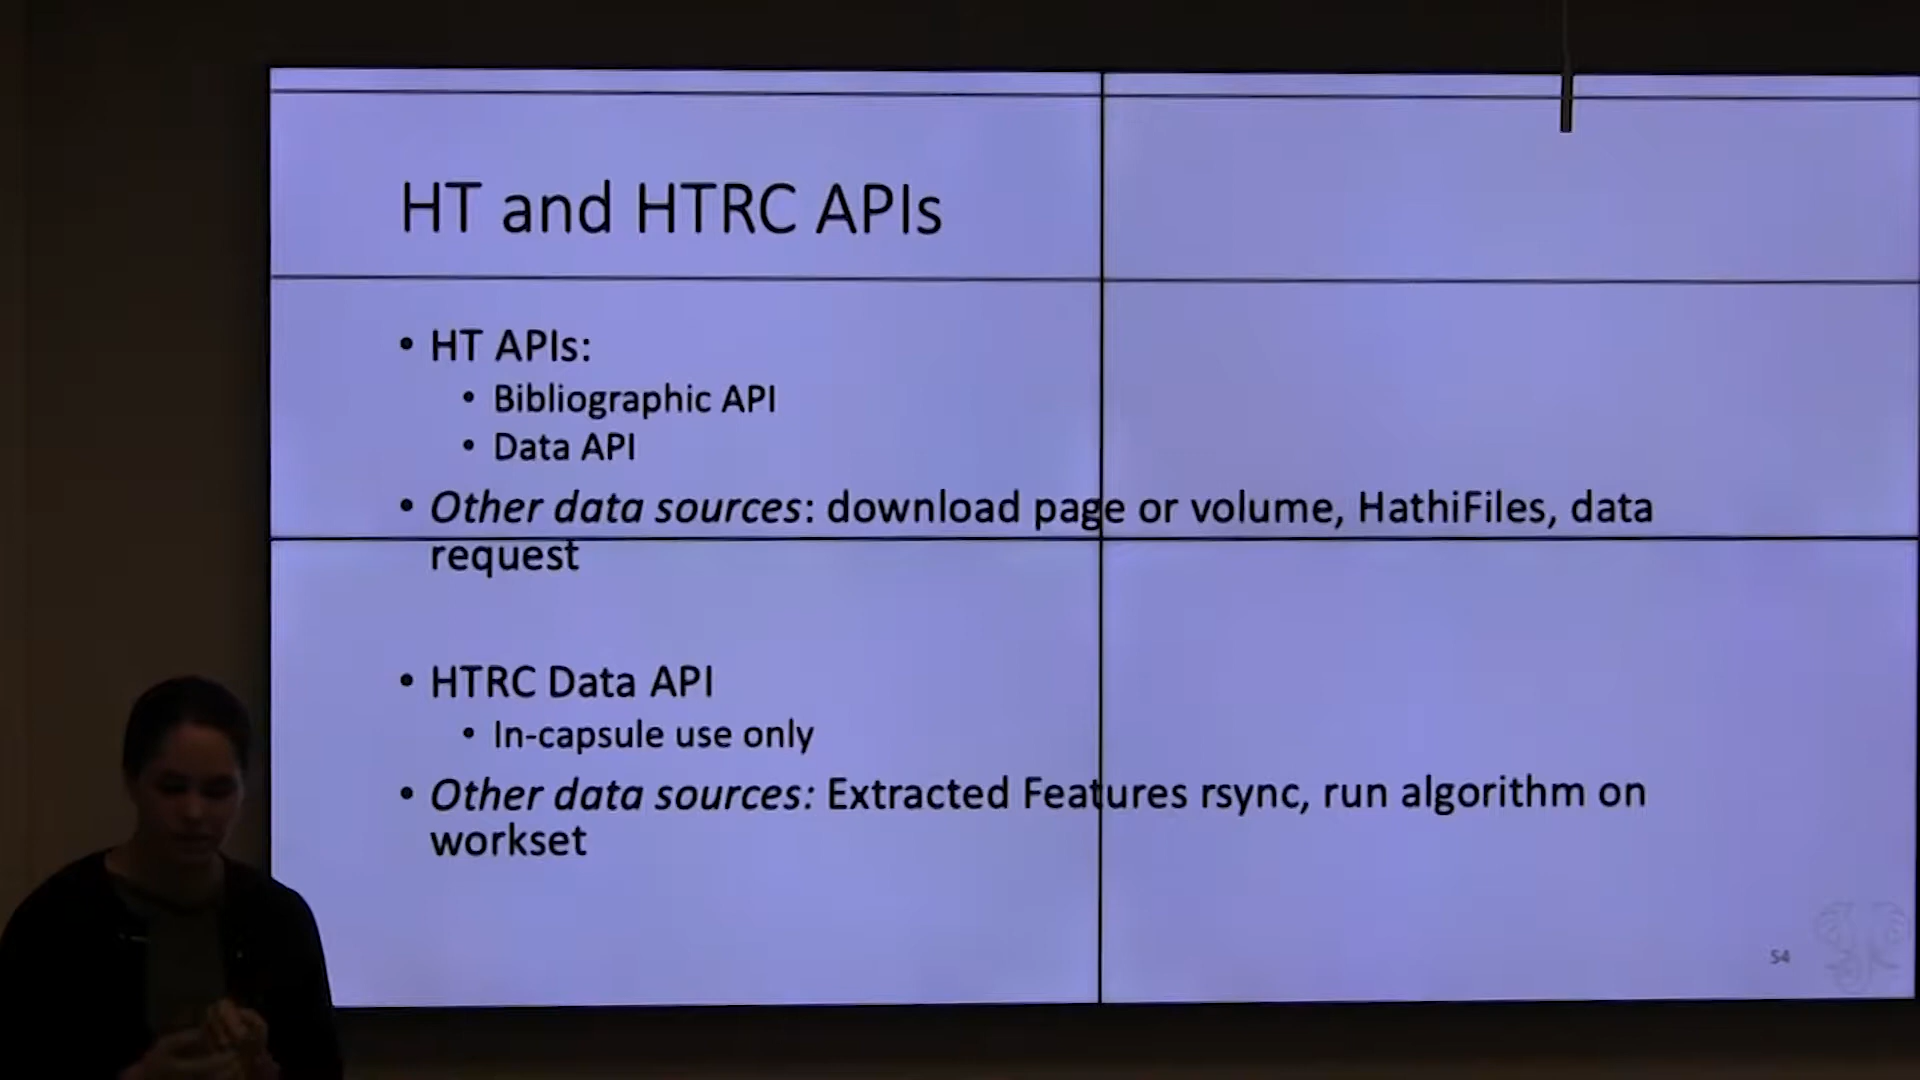 HT and HTRC APIs
• HT APIs:
• Bibliographic API
• Data API
• Other data sources: download page or volume, HathiFiles, data
request
• HTRC Data API
• In-capsule use only
• Other data sources: Extracted Features rsync, run algorithm on
workset
54